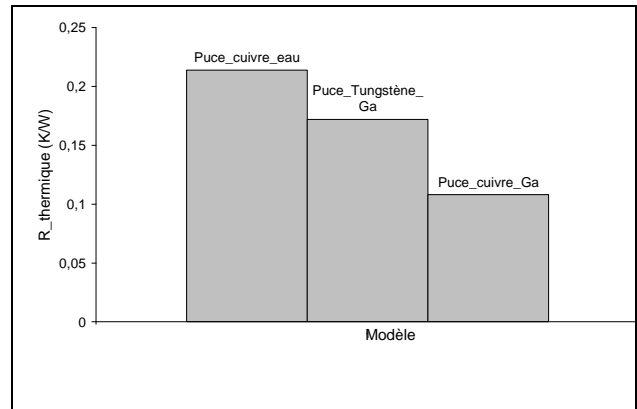 0,25
0,2
0,15
0,1
0,05
0
R_thermique (K/W)
Puce_cuivre_eau
Puce_Tungstène_
Ga
Puce_cuivre_Ga
Modèle